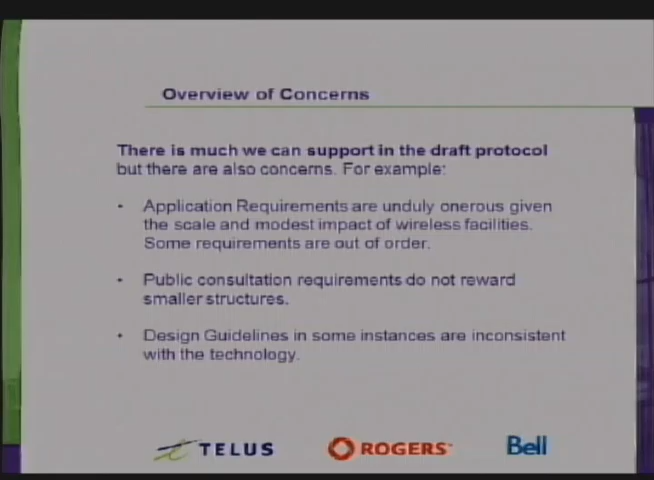 Overview of Concerns
There is much we can support in the draft protocol
but there are also concerns. For example:
• Application Requirements are unduly onerous given
the scale and modest impact of wireless facilities.
Some requirements are out of order.
• Public consultation requirements do not reward
smaller structures.
• Design Guidelines in some instances are inconsistent
with the technology.
TELUS ROGERS Bell